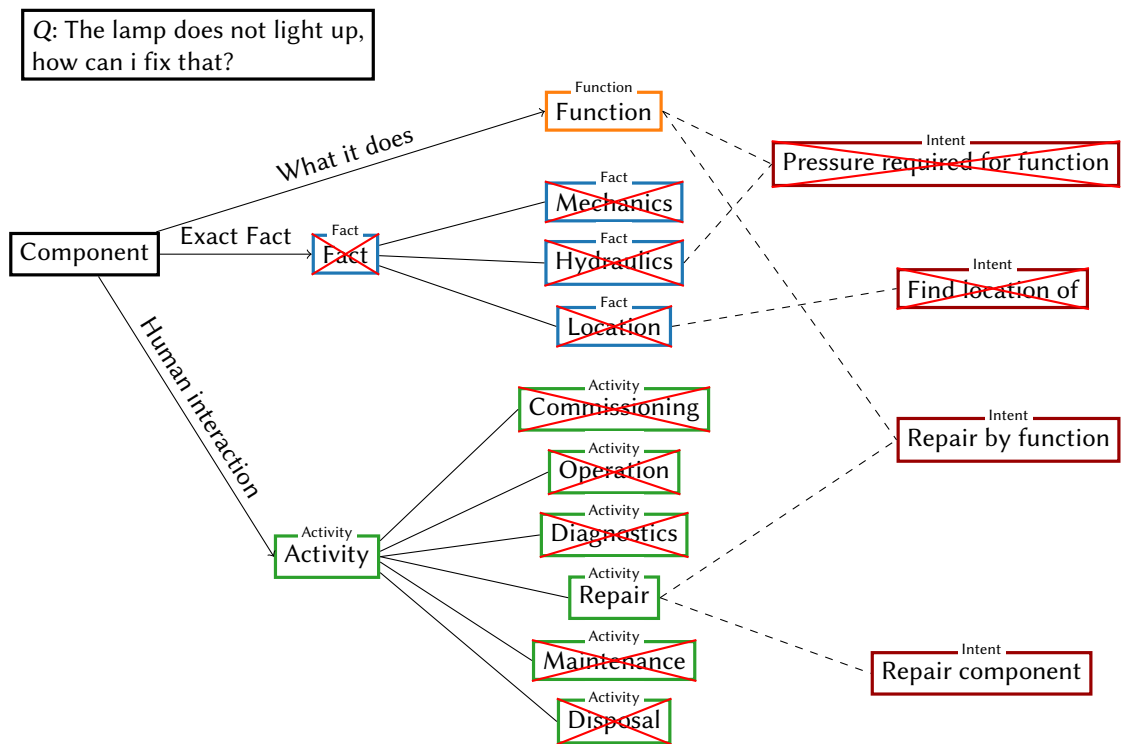 Q: The lamp does not light up,
how can i fix that?
Function
Function
What it does
Intent
Pressure required for function
Fact
Mechanics
Component
Exact Fact
Fact
Fact
Fact
Hydraulics
Intent
Find location of
Fact
Location
Human interaction
Activity
Commissioning
Intent
Repair by function
Activity
Operation
Activity
Diagnostics
Activity
Activity
Activity
Repair
Activity
Maintenance
Intent
Repair component
Activity
Disposal